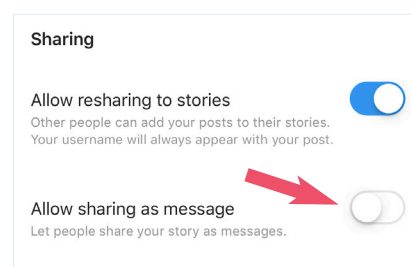 Sharing
Allow resharing to stories
Other people can add your posts to their stories.
Your username will always appear with your post.
Allow sharing as message
Let people share your story as messages.